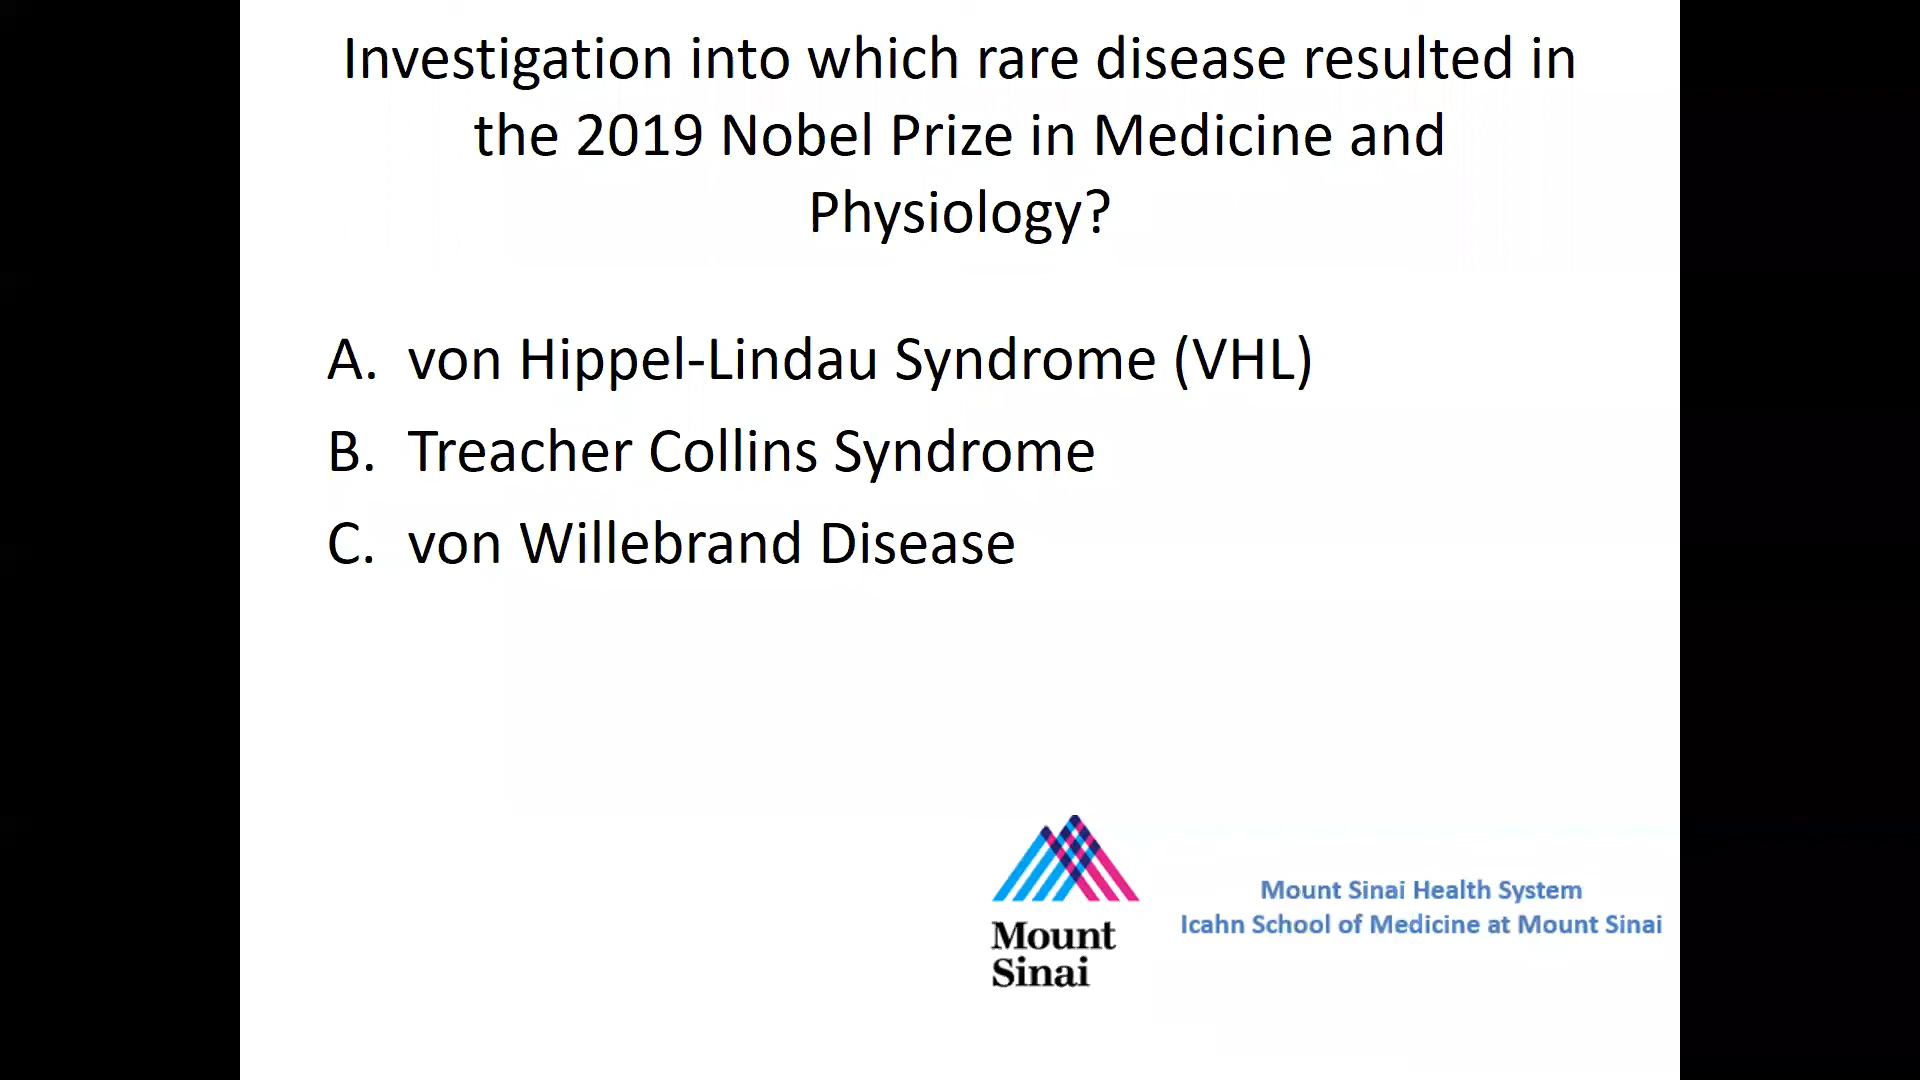 Investigation into which rare disease resulted in
the 2019 Nobel Prize in Medicine and
Physiology?
A. von Hippel-Lindau Syndrome (VHL)
B. Treacher Collins Syndrome
C. von Willebrand Disease
Mount
Sinai
Mount Sinai Health System
Icahn School of Medicine at Mount Sinai